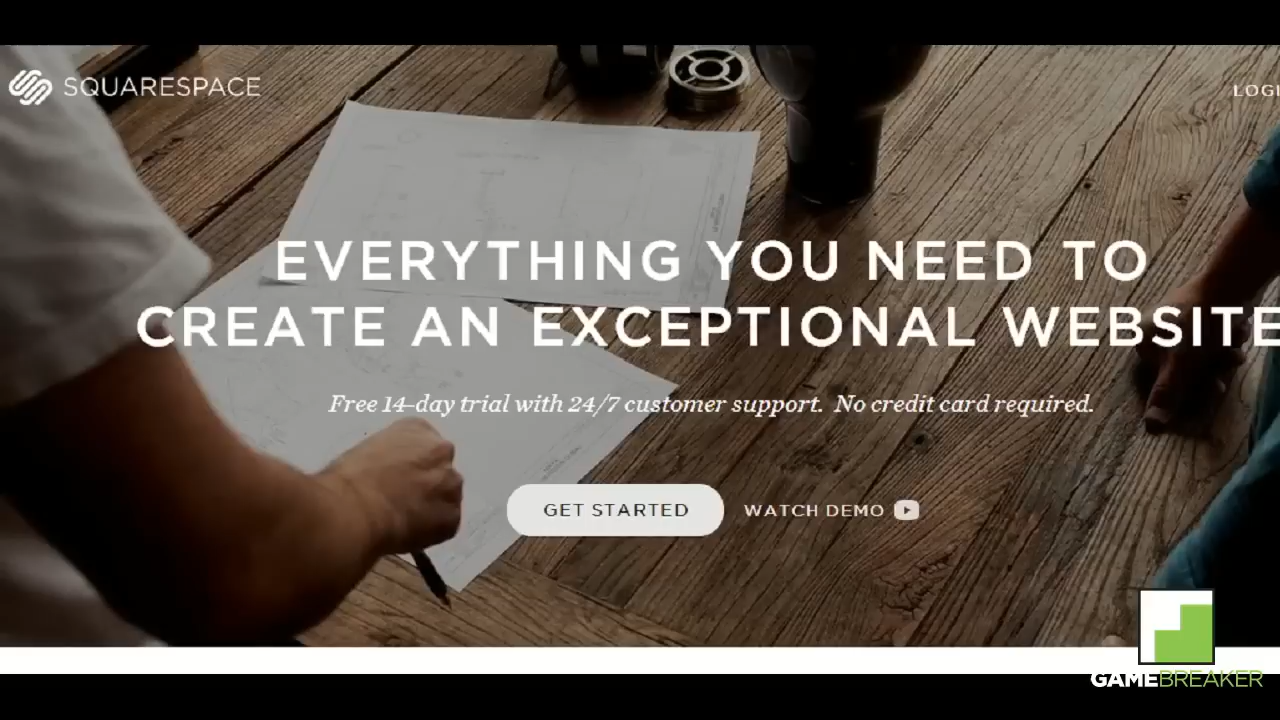 SQUARESPACE
LOGI
EVERYTHING YOU NEED TO
CREATE AN EXCEPTIONAL WEBSITE
Free 14-day trial with 24/7 customer support. No credit card required.
GET STARTED
WATCH DEMO
GAMEBREAKER